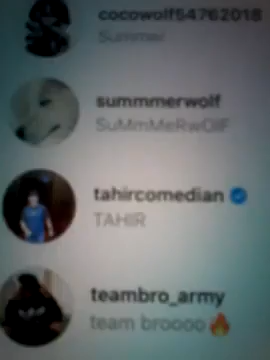 cocowolf54762018
Summer
summmerwolf
SuMmMeRwOlF
tahircomedian
TAHIR
teambro_army
team broooo🔥